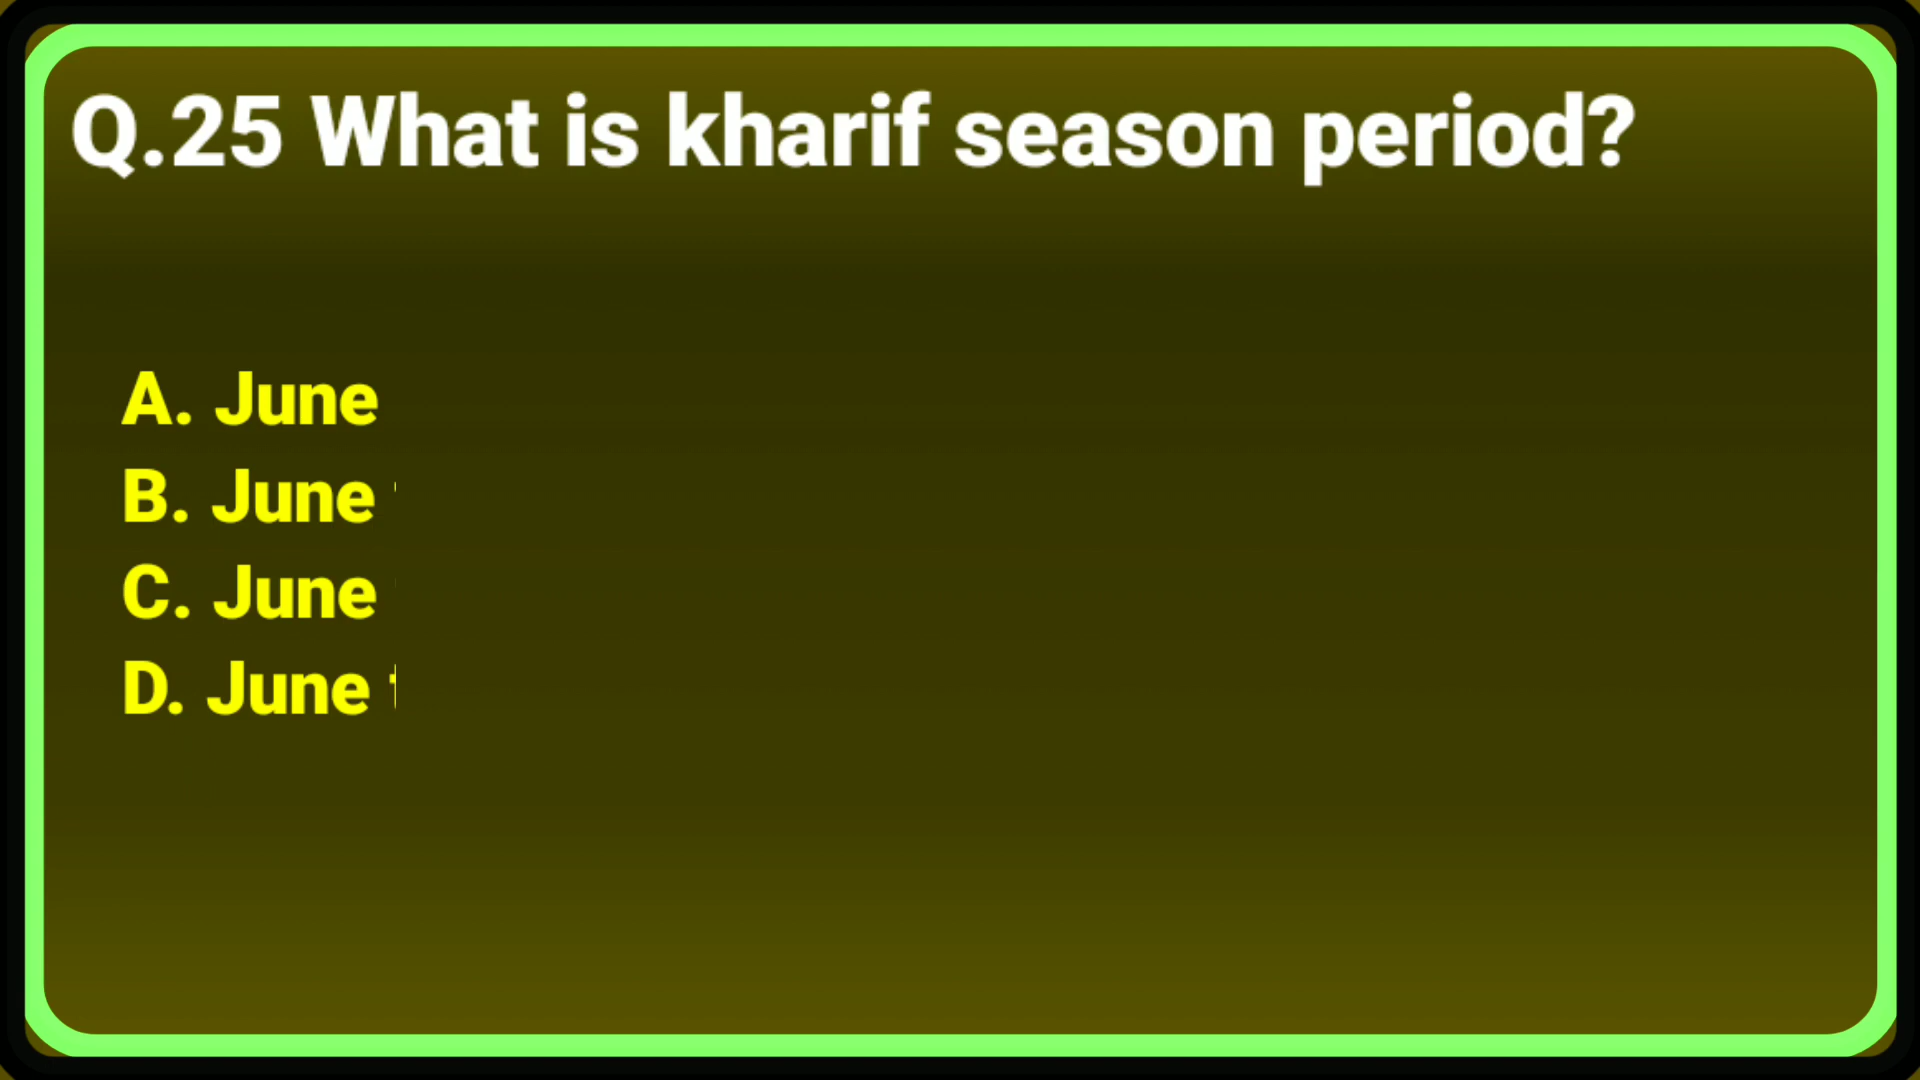 Q.25 What is kharif season period?
A. June
B. June
C. June
D. June